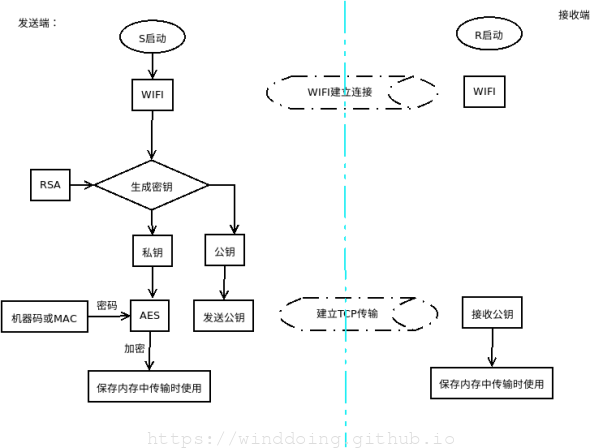 发送端：
接收端
S启动
R启动
WIFI
WIFI建立连接
WIFI
RSA
生成密钥
私钥
公钥
机器码或MAC
密码
AES
发送公钥
建立TCP传输
接收公钥
加密
保存内存中传输时使用
保存内存中传输时使用
https://winddoing.github.io